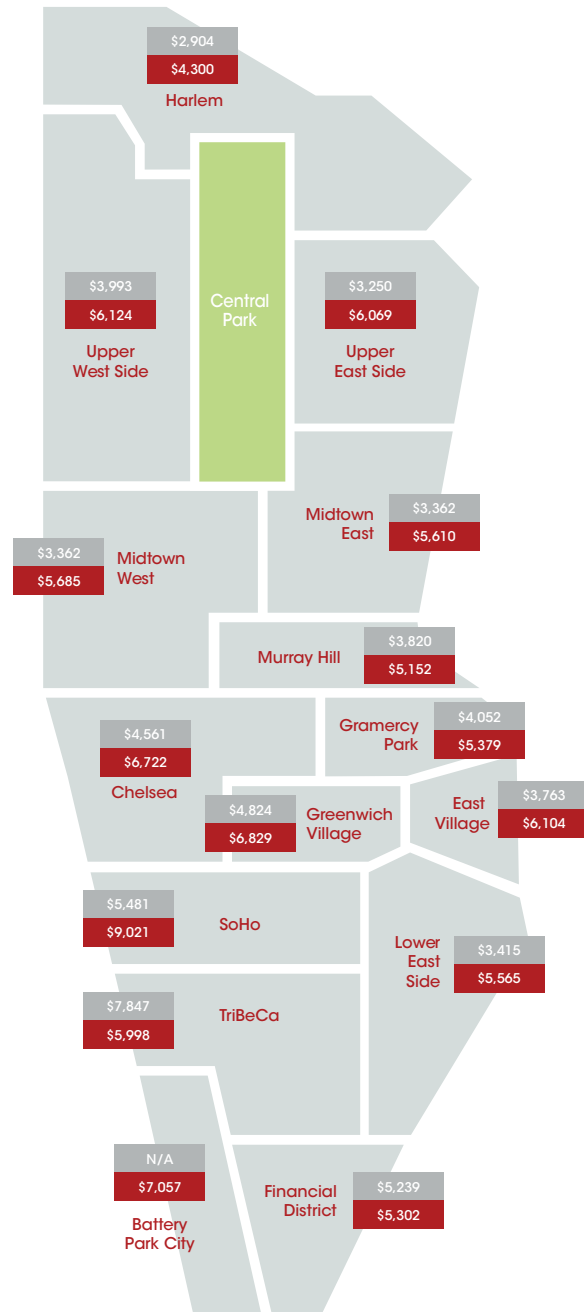 $2,904
$4,300
Harlem
$3,993
$6,124
Upper
West Side
Central
Park
$3,250
$6,069
Upper
East Side
Midtown
East
$3,362
$5,610
$3,362
$5,685
Midtown
West
Murray Hill
$3,820
$5,152
$4,561
$6,722
Chelsea
Gramercy
Park
$4,052
$5,379
$4,824
$6,829
Greenwich
Village
East
Village
$3,763
$6,104
$5,481
$9,021
SoHo
Lower
East
Side
$3,415
$5,565
$7,847
$5,998
TriBeCa
N/A
$7,057
Battery
Park City
Financial
District
$5,239
$5,302